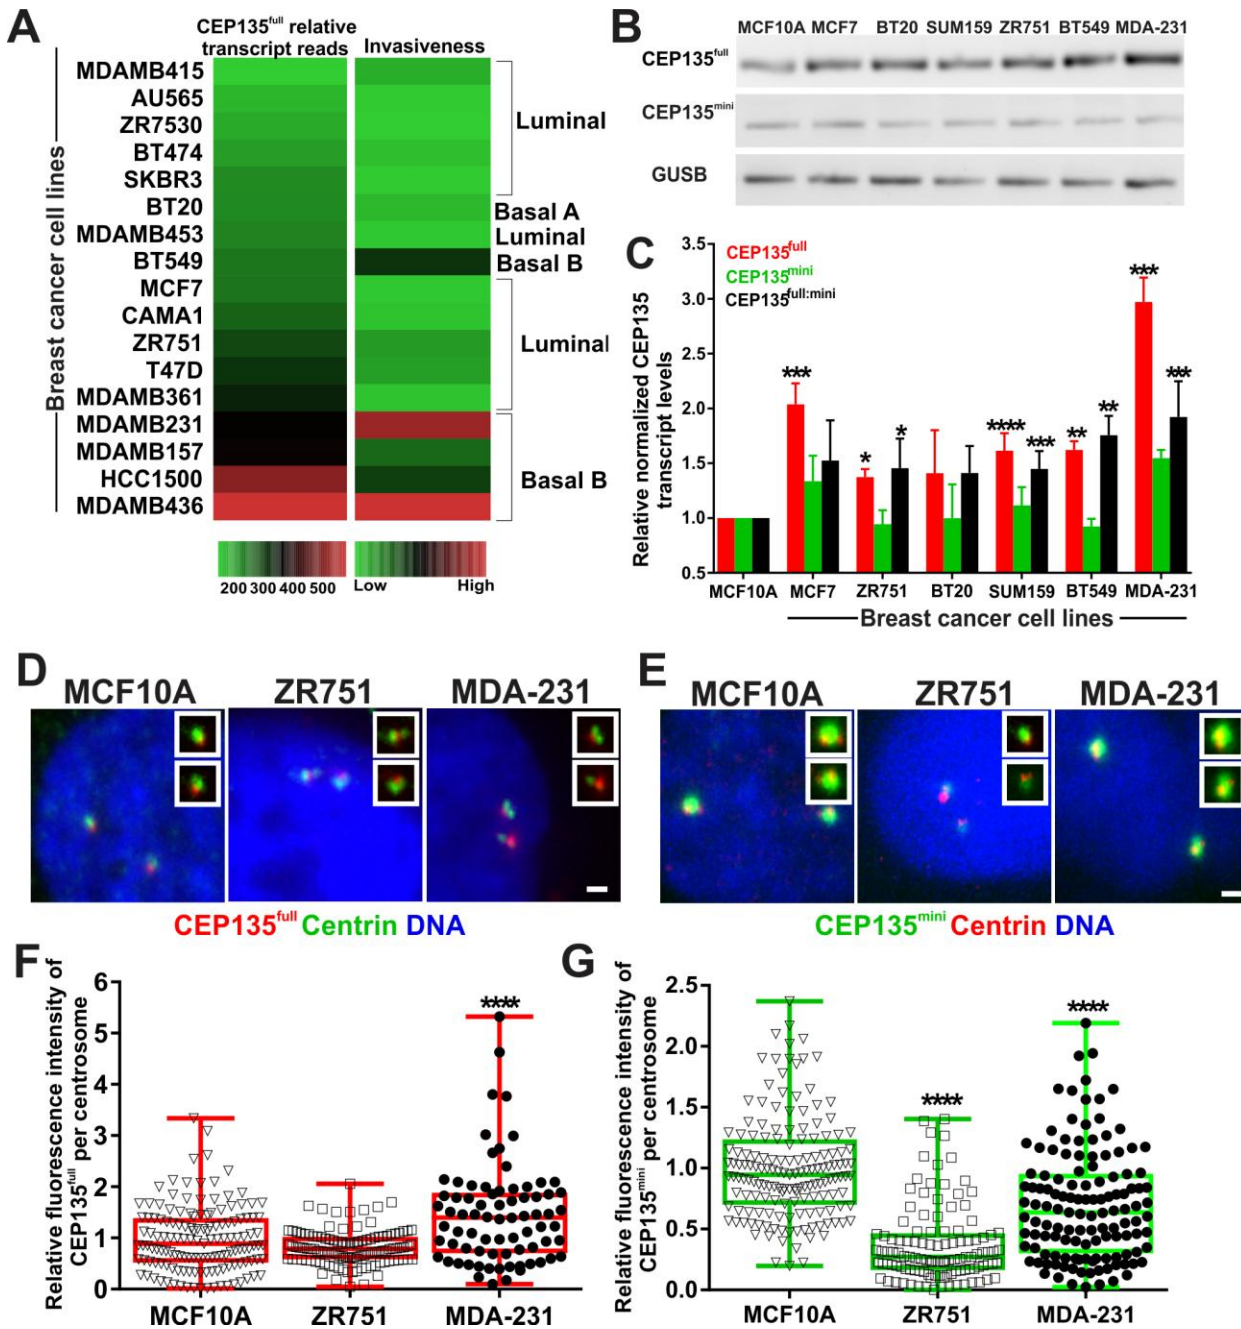 A
CEP135full relative
transcript reads
Invasiveness
Breast cancer cell lines
MDAMB415
AU565
ZR7530
BT474
SKBR3
BT20
MDAMB453
BT549
MCF7
CAMA1
ZR751
T47D
MDAMB361
MDAMB231
MDAMB157
HCC1500
MDAMB436
Luminal
Basal A
Luminal
Basal B
Luminal
Basal B
200 300 400 500
Low High
B
MCF10A MCF7 BT20 SUM159 ZR751 BT549 MDA-231
CEP135full
CEP135mini
GUSB
C
CEP135full
CEP135mini
CEP135full:mini
Relative normalized CEP135
transcript levels
3.5
3.0
2.5
2.0
1.5
1.0
0.5
*** * * **** *** ** ** *** ***
MCF10A MCF7 ZR751 BT20 SUM159 BT549 MDA-231
Breast cancer cell lines
D
MCF10A ZR751 MDA-231
CEP135full Centrin DNA
E
MCF10A ZR751 MDA-231
CEP135mini Centrin DNA
F
Relative fluorescence intensity of
CEP135full per centrosome
6
5
4
3
2
1
0
****
MCF10A ZR751 MDA-231
G
Relative fluorescence intensity of
CEP135mini per centrosome
2.5
2.0
1.5
1.0
0.5
0.0
**** ****
MCF10A ZR751 MDA-231